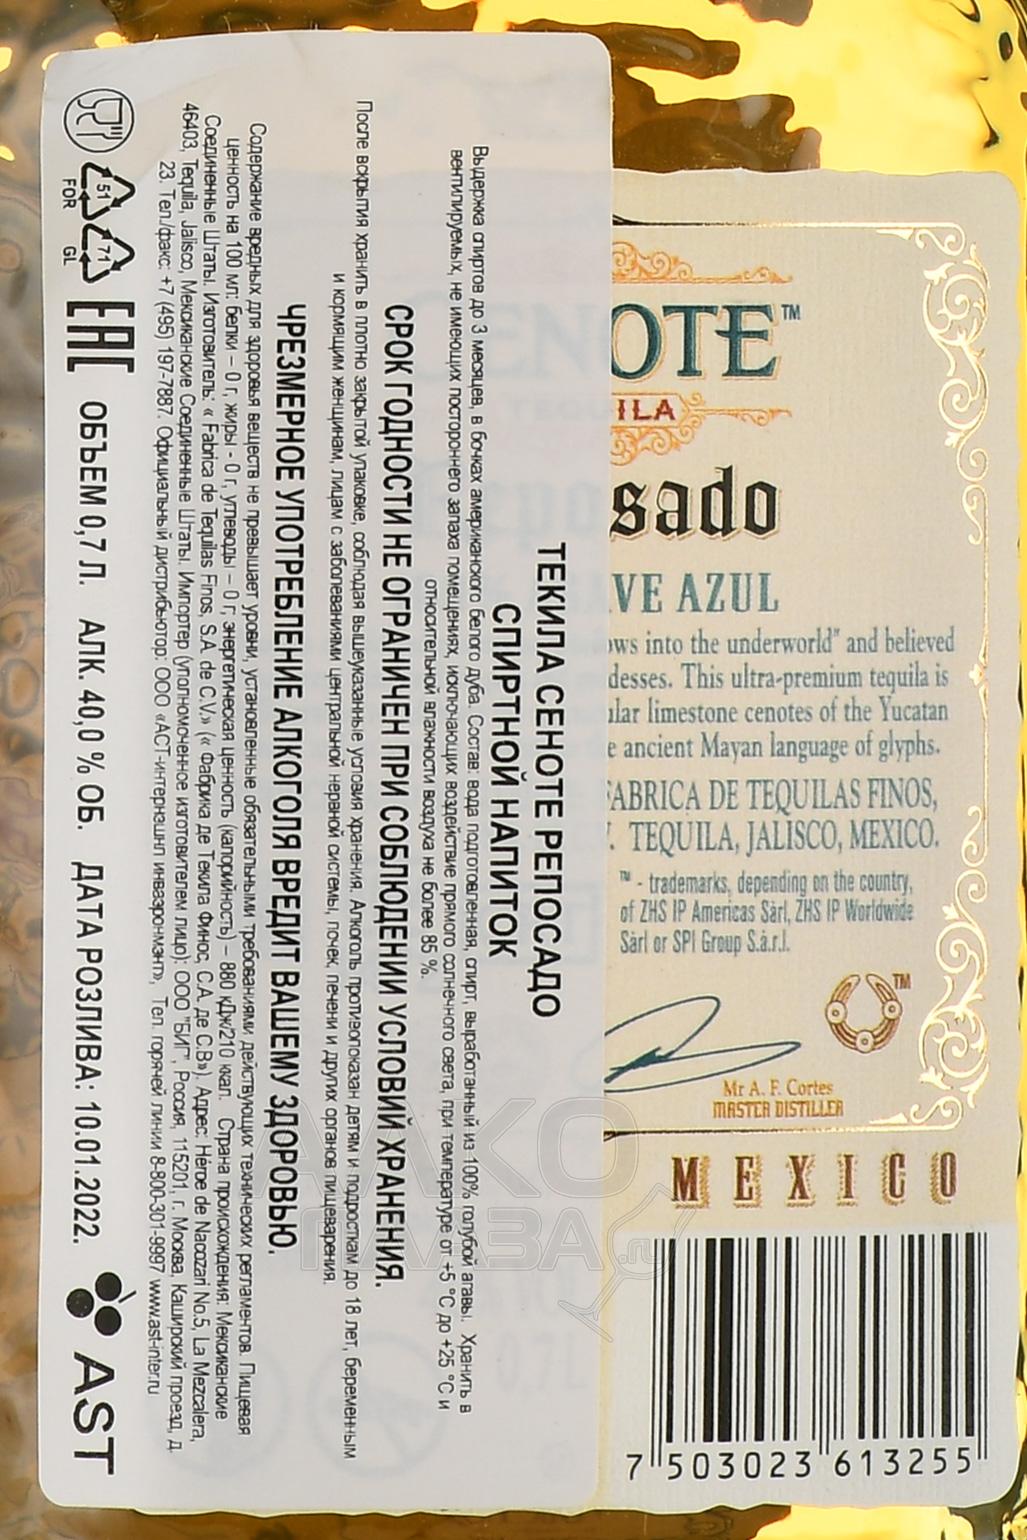 ТЕКИЛА СЕНОТЕ РЕПОСАДО
СПИРТНОЙ НАПИТОК
Выдержка спиртов до 3 месяцев, в бочках американского белого дуба. Состав: вода подготовленная, спирт, выработанный из 100% голубой агавы. Хранить в
вентилируемых, не имеющих постороннего запаха помещениях, исключающих воздействие прямого солнечного света, при температуре от +5 °С до +25 °С и
относительной влажности воздуха не более 85 %.
СРОК ГОДНОСТИ НЕ ОГРАНИЧЕН ПРИ СОБЛЮДЕНИИ УСЛОВИЙ ХРАНЕНИЯ.
После вскрытия хранить в плотно закрытой упаковке, соблюдая вышеуказанные условия хранения. Алкоголь противопоказан детям и подросткам до 18 лет, беременным
и кормящим женщинам, лицам с заболеваниями центральной нервной системы, почек, печени и других органов пищеварения.
ЧРЕЗМЕРНОЕ УПОТРЕБЛЕНИЕ АЛКОГОЛЯ ВРЕДИТ ВАШЕМУ ЗДОРОВЬЮ.
Содержание вредных для здоровья веществ не превышает уровни, установленные обязательными требованиями действующих технических регламентов. Пищевая
ценность на 100 мл: белки – 0 г, жиры - 0 г, углеводы – 0 г, энергетическая ценность (калорийность) – 880 кДж/210 ккал. Страна происхождения: Мексиканские
Соединенные Штаты. Изготовитель: « Fabrica de Tequilas Finos, S.A. de C.V.» (« Фабрика де Текила Финос, С.А. де С.В»). Адрес: Héroe de Nacozari No.5, La Mezcalera,
46403, Tequila, Jalisco, Мексиканские Соединенные Штаты. Импортер (уполномоченное изготовителем лицо): ООО "БИГ", Россия, 115201, г. Москва, Каширский проезд, д.
23. Тел./факс: +7 (495) 197-7887. Официальный дистрибьютор: ООО «АСТ-интернэшнл инваэронмэнт», Тел. горячей линии 8-800-301-9997 www.ast-inter.ru
51 FOR 71 GL EAC ОБЪЕМ 0,7 Л. АЛК. 40,0 % ОБ. ДАТА РОЗЛИВА: 10.01.2022. AST
CENOTE™
TEQUILA
Reposado
VE AZUL
ows into the underworld" and believed
desses. This ultra-premium tequila is
ular limestone cenotes of the Yucatan
e ancient Mayan language of glyphs.
FABRICA DE TEQUILAS FINOS,
. TEQUILA, JALISCO, MEXICO.
™ - trademarks, depending on the country,
of ZHS IP Americas Sàrl, ZHS IP Worldwide
Sàrl or SPI Group S.à.r.l.
™
Mr A. F. Cortes
MASTER DISTILLER
MEXICO
0,7L
7 503023 613255
АЛКО
ПЛАЗА
.ru